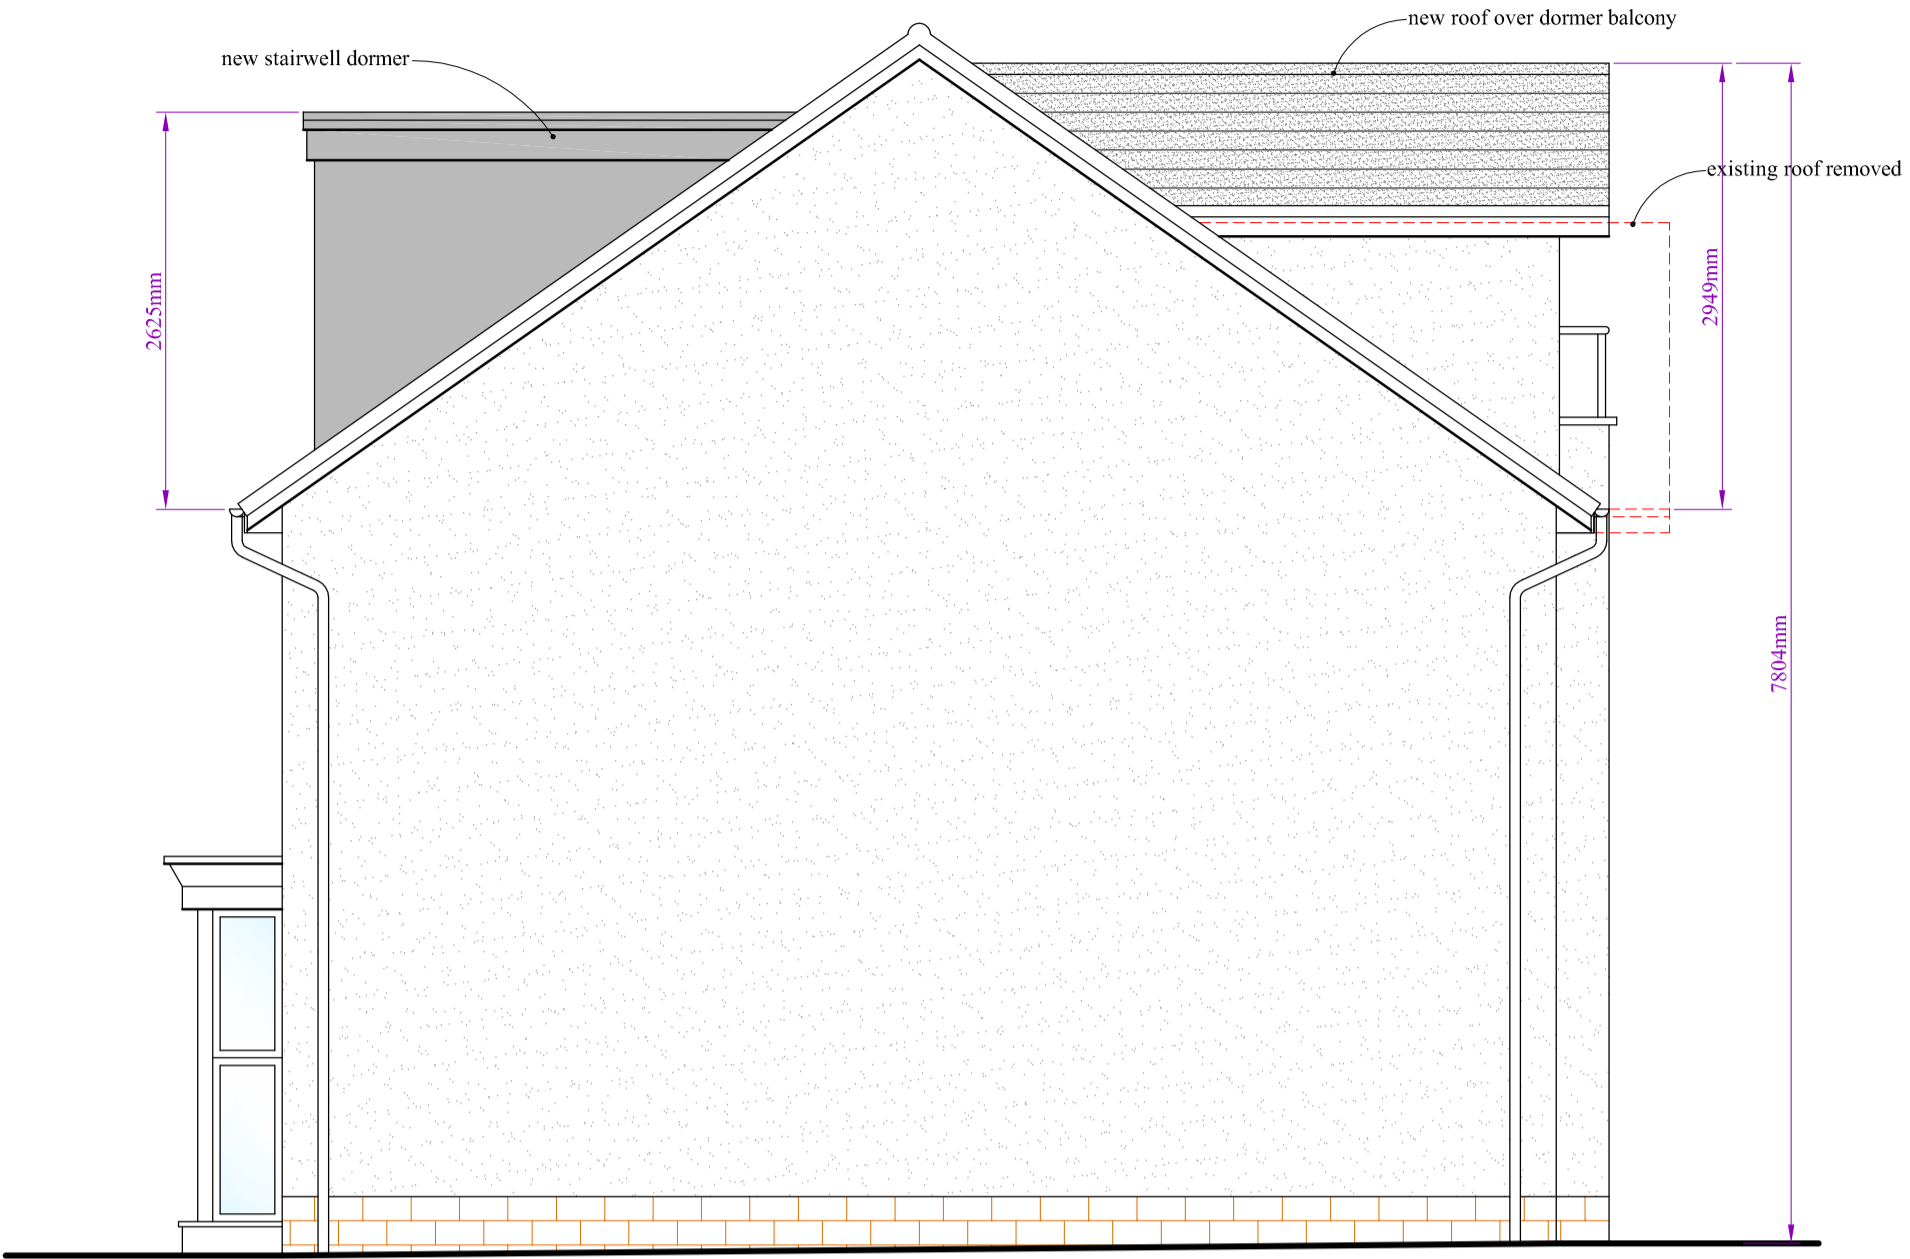 new roof over dormer balcony
new stairwell dormer
existing roof removed
2625mm
2949mm
7804mm